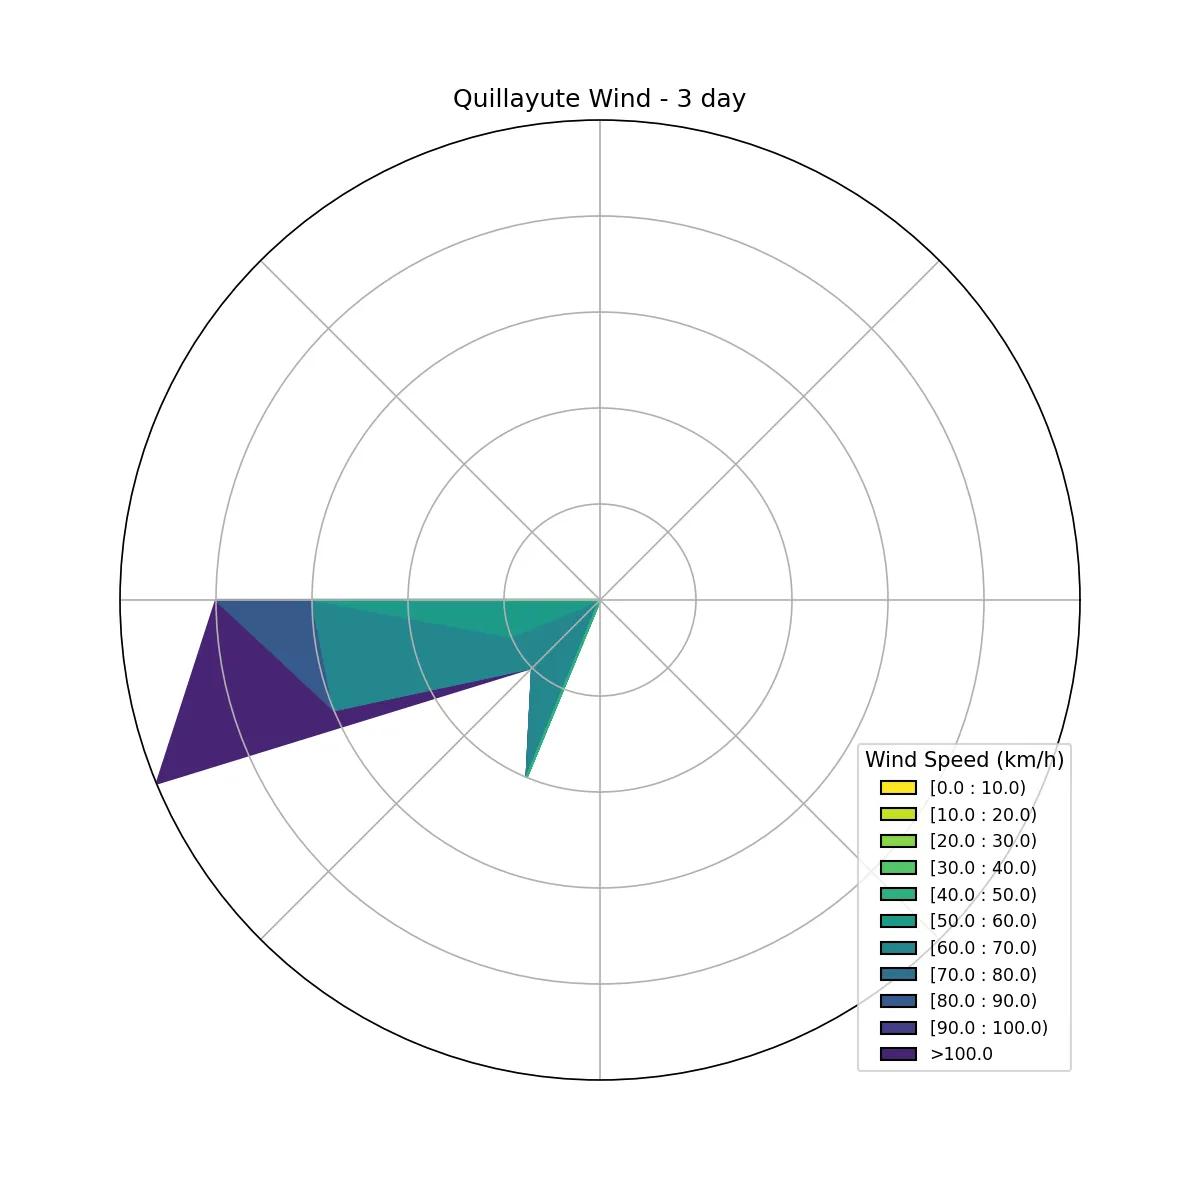 Quillayute Wind - 3 day
Wind Speed (km/h)
[0.0 : 10.0)
[10.0 : 20.0)
[20.0 : 30.0)
[30.0 : 40.0)
[40.0 : 50.0)
[50.0 : 60.0)
[60.0 : 70.0)
[70.0 : 80.0)
[80.0 : 90.0)
[90.0 : 100.0)
>100.0